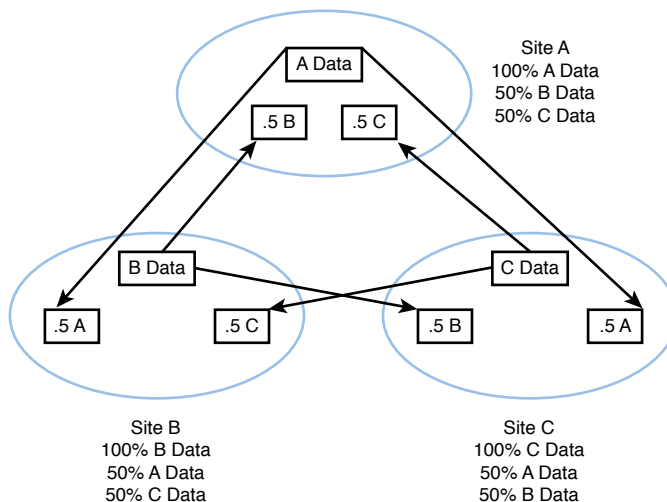 A Data
.5 B
.5 C
Site A
100% A Data
50% B Data
50% C Data
B Data
.5 A
.5 C
C Data
.5 B
.5 A
Site B
100% B Data
50% A Data
50% C Data
Site C
100% C Data
50% A Data
50% B Data